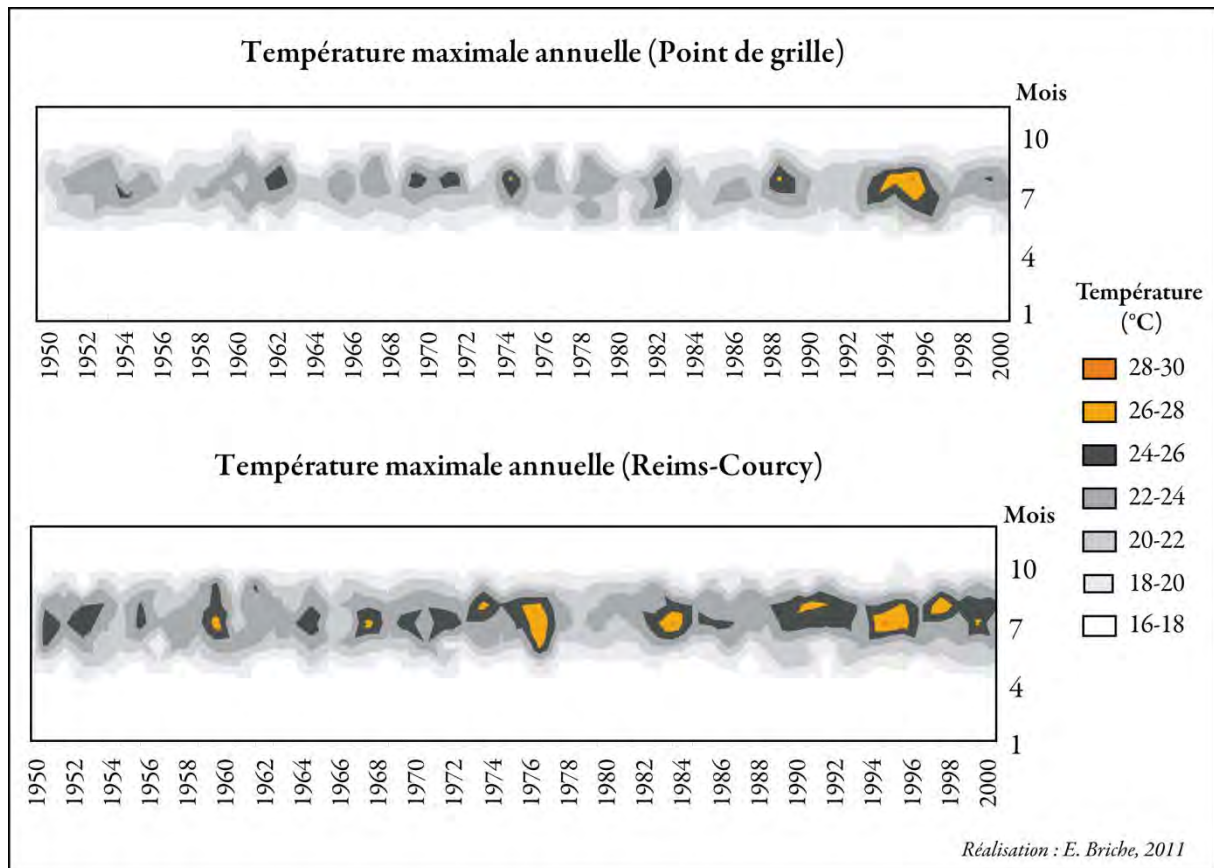 Température maximale annuelle (Point de grille)
Mois
10
7
4
1
1950 1952 1954 1956 1958 1960 1962 1964 1966 1968 1970 1972 1974 1976 1978 1980 1982 1984 1986 1988 1990 1992 1994 1996 1998 2000
Température maximale annuelle (Reims-Courcy)
Mois
10
7
4
1
1950 1952 1954 1956 1958 1960 1962 1964 1966 1968 1970 1972 1974 1976 1978 1980 1982 1984 1986 1988 1990 1992 1994 1996 1998 2000
Température
(°C)
28-30
26-28
24-26
22-24
20-22
18-20
16-18
Réalisation : E. Briche, 2011